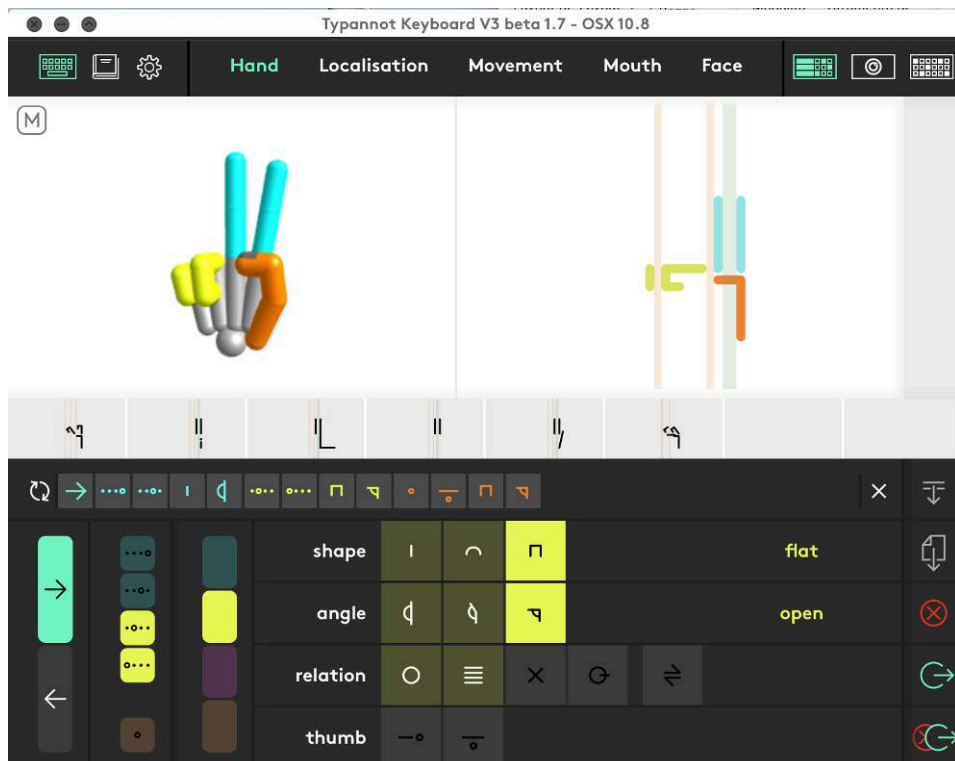 Typannot Keyboard V3 beta 1.7 - OSX 10.8
Hand Localisation Movement Mouth Face
M
shape flat
angle open
relation
thumb